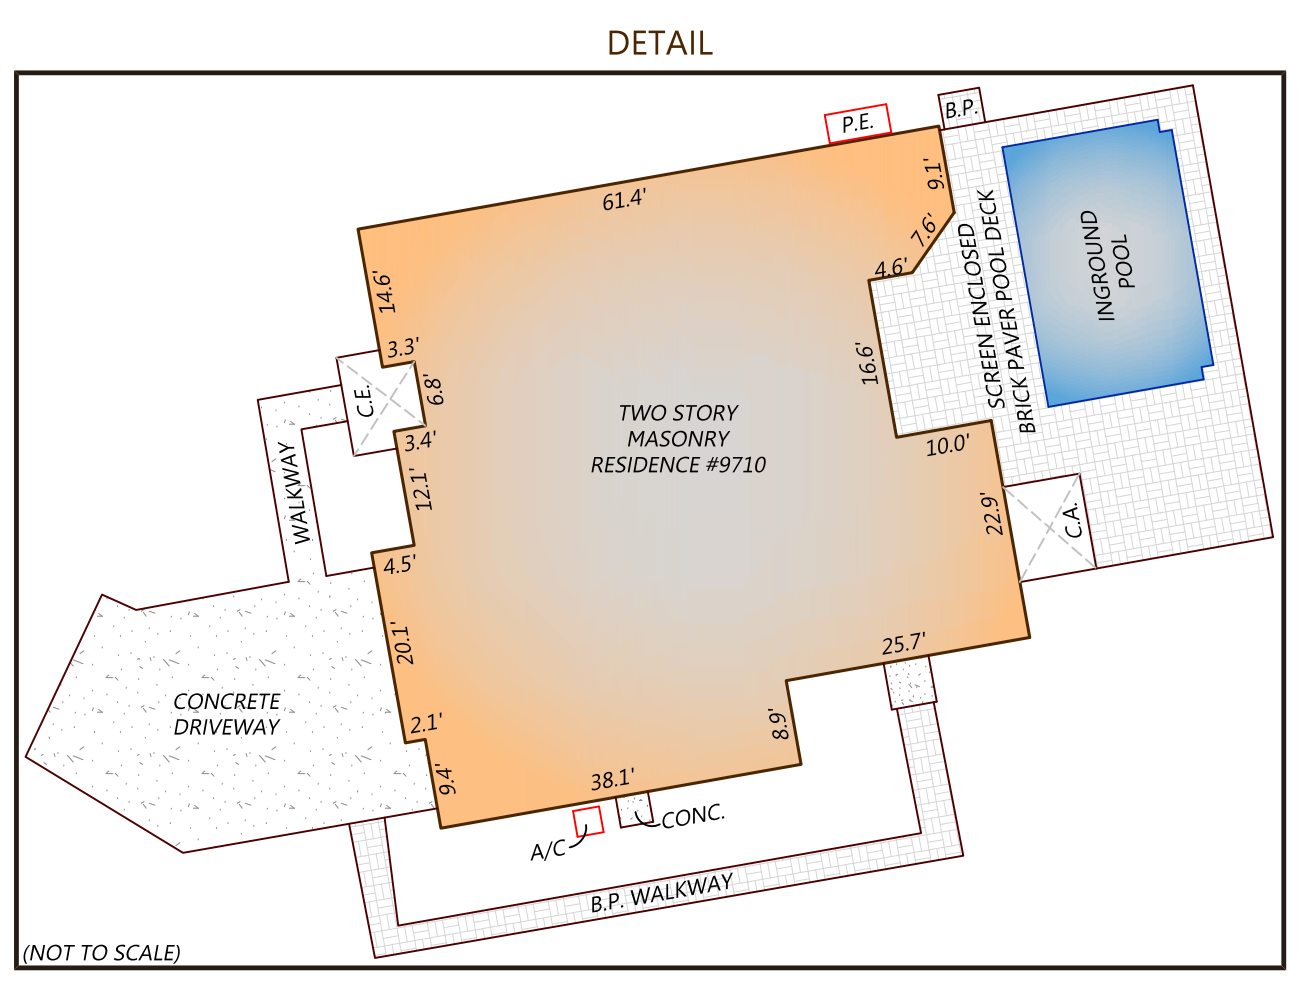 DETAIL
B.P.
P.E.
9.1'
61.4'
7.6'
4.6'
14.6'
SCREEN ENCLOSED
BRICK PAVER POOL DECK
INGROUND
POOL
3.3'
16.6'
6.8'
C.E.
TWO STORY
MASONRY
RESIDENCE #9710
3.4'
10.0'
12.1'
WALKWAY
22.9'
C.A.
4.5'
20.1'
25.7'
CONCRETE
DRIVEWAY
2.1'
8.9'
9.4'
38.1'
CONC.
A/C
B.P. WALKWAY
(NOT TO SCALE)